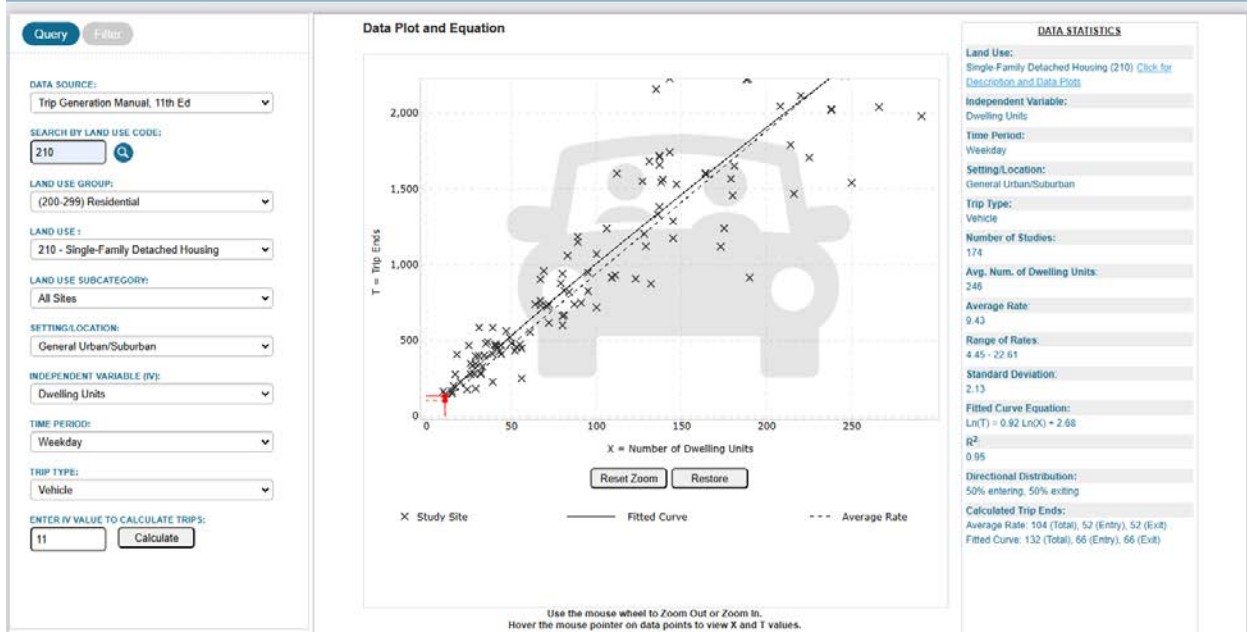 Query
Filter
DATA SOURCE:
Trip Generation Manual, 11th Ed
SEARCH BY LAND USE CODE:
210
LAND USE GROUP:
(200-299) Residential
LAND USE :
210 - Single-Family Detached Housing
LAND USE SUBCATEGORY:
All Sites
SETTING/LOCATION:
General Urban/Suburban
INDEPENDENT VARIABLE (IV):
Dwelling Units
TIME PERIOD:
Weekday
TRIP TYPE:
Vehicle
ENTER IV VALUE TO CALCULATE TRIPS:
11
Calculate
Data Plot and Equation
T = Trip Ends
2,000
1,500
1,000
500
0
0
50
100
150
200
250
X = Number of Dwelling Units
Reset Zoom
Restore
Study Site
Fitted Curve
Average Rate
Use the mouse wheel to Zoom Out or Zoom In.
Hover the mouse pointer on data points to view X and T values.
DATA STATISTICS
Land Use:
Single-Family Detached Housing (210) Click for
Description and Data Plots
Independent Variable:
Dwelling Units
Time Period:
Weekday
Setting/Location:
General Urban/Suburban
Trip Type:
Vehicle
Number of Studies:
174
Avg. Num. of Dwelling Units:
246
Average Rate:
9.43
Range of Rates:
4.45 - 22.61
Standard Deviation:
2.13
Fitted Curve Equation:
Ln(T) = 0.92 Ln(X) + 2.68
R²:
0.95
Directional Distribution:
50% entering, 50% exiting
Calculated Trip Ends:
Average Rate: 104 (Total), 52 (Entry), 52 (Exit)
Fitted Curve: 132 (Total), 66 (Entry), 66 (Exit)